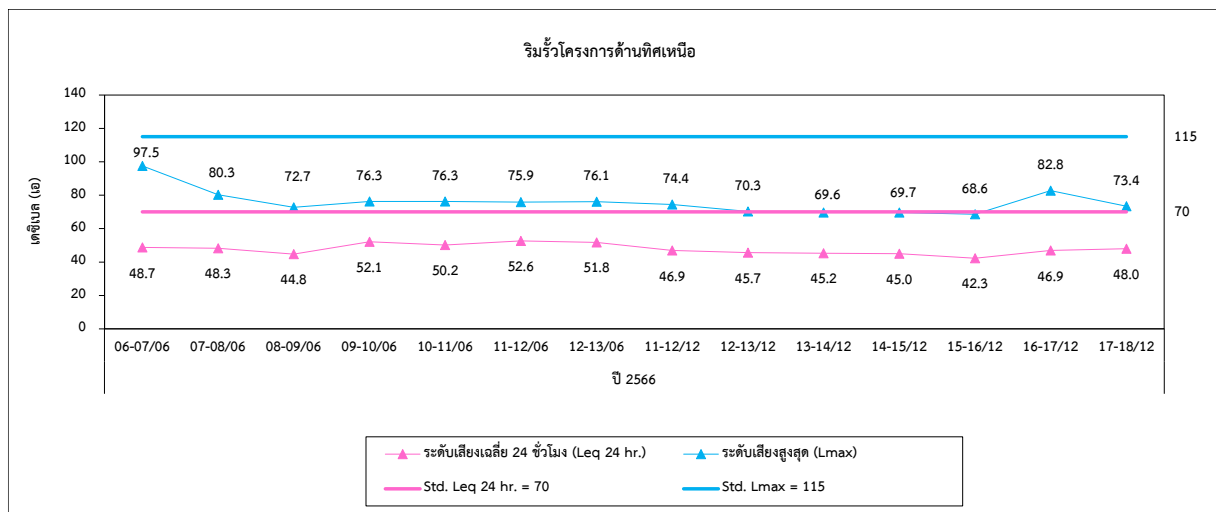 ริมรั้วโครงการด้านทิศเหนือ
เดซิเบล (เอ)
140
120
100
80
60
40
20
0
115
70
97.5 80.3 72.7 76.3 76.3 75.9 76.1 74.4 70.3 69.6 69.7 68.6 82.8 73.4
48.7 48.3 44.8 52.1 50.2 52.6 51.8 46.9 45.7 45.2 45.0 42.3 46.9 48.0
06-07/06 07-08/06 08-09/06 09-10/06 10-11/06 11-12/06 12-13/06 11-12/12 12-13/12 13-14/12 14-15/12 15-16/12 16-17/12 17-18/12
ปี 2566
ระดับเสียงเฉลี่ย 24 ชั่วโมง (Leq 24 hr.) ระดับเสียงสูงสุด (Lmax)
Std. Leq 24 hr. = 70 Std. Lmax = 115